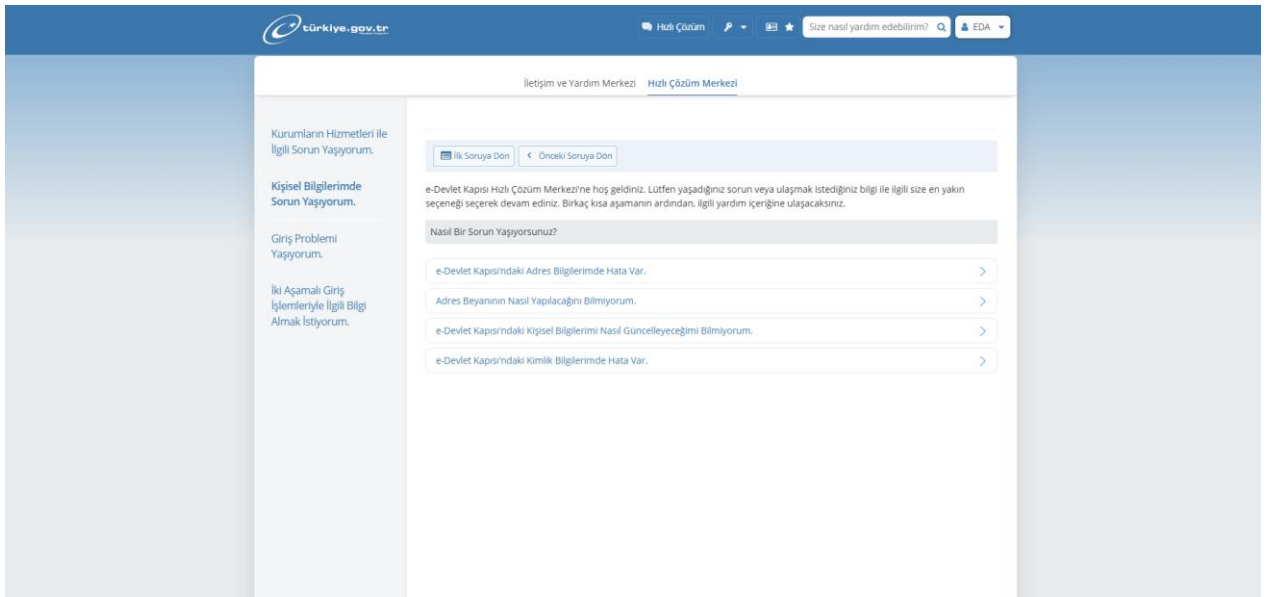 türkiye.gov.tr
Hızlı Çözüm
Size nasıl yardım edebilirim?
EDA
İletişim ve Yardım Merkezi
Hızlı Çözüm Merkezi
Kurumların Hizmetleri ile
İlgili Sorun Yaşıyorum.
Kişisel Bilgilerimde
Sorun Yaşıyorum.
Giriş Problemi
Yaşıyorum.
İki Aşamalı Giriş
İşlemleriyle İlgili Bilgi
Almak İstiyorum.
İlk Soruya Dön
Önceki Soruya Dön
e-Devlet Kapısı Hızlı Çözüm Merkezi'ne hoş geldiniz. Lütfen yaşadığınız sorun veya ulaşmak istediğiniz bilgi ile ilgili size en yakın
seçeneği seçerek devam ediniz. Birkaç kısa aşamanın ardından, ilgili yardım içeriğine ulaşacaksınız.
Nasıl Bir Sorun Yaşıyorsunuz?
e-Devlet Kapısı'ndaki Adres Bilgilerimde Hata Var.
Adres Beyanının Nasıl Yapılacağını Bilmiyorum.
e-Devlet Kapısı'ndaki Kişisel Bilgilerimi Nasıl Güncelleyeceğimi Bilmiyorum.
e-Devlet Kapısı'ndaki Kimlik Bilgilerimde Hata Var.